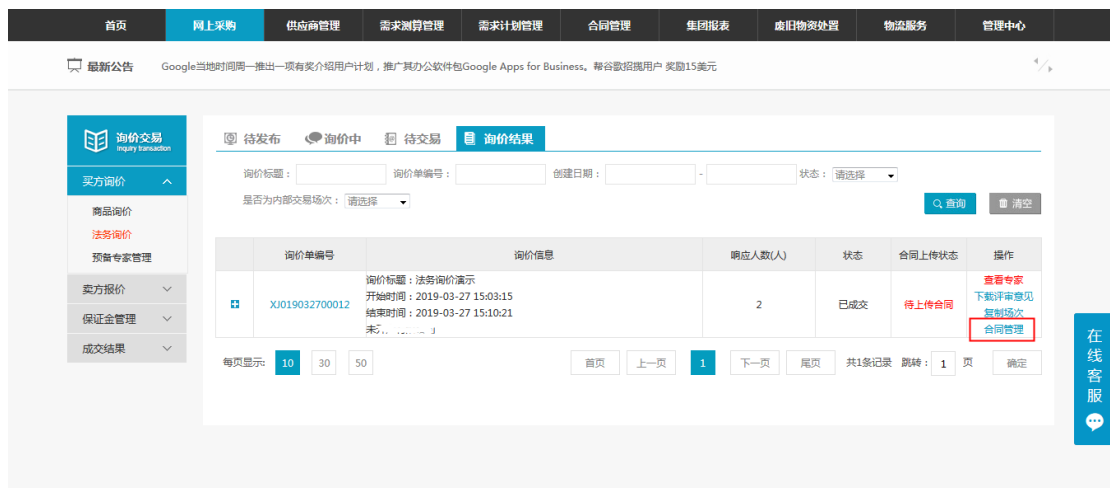 首页 网上采购 供应商管理 需求测算管理 需求计划管理 合同管理 集团报表 废旧物资处置 物流服务 管理中心
最新公告 Google当地时间周一推出一项有奖介绍用户计划，推广其办公软件包Google Apps for Business。帮谷歌招揽用户 奖励15美元
询价交易
Inquiry transaction
买方询价
商品询价
法务询价
预备专家管理
卖方报价
保证金管理
成交结果
待发布 询价中 待交易 询价结果
询价标题： 询价单编号： 创建日期： - 状态： 请选择
是否为内部交易场次： 请选择
查询 清空
询价单编号 询价信息 响应人数(人) 状态 合同上传状态 操作
XJ019032700012
询价标题：法务询价演示
开始时间：2019-03-27 15:03:15
结束时间：2019-03-27 15:10:21
2 已成交 待上传合同
查看专家
下载评审意见
复制场次
合同管理
每页显示: 10 30 50 首页 上一页 1 下一页 尾页 共1条记录 跳转： 1 页 确定
在线客服